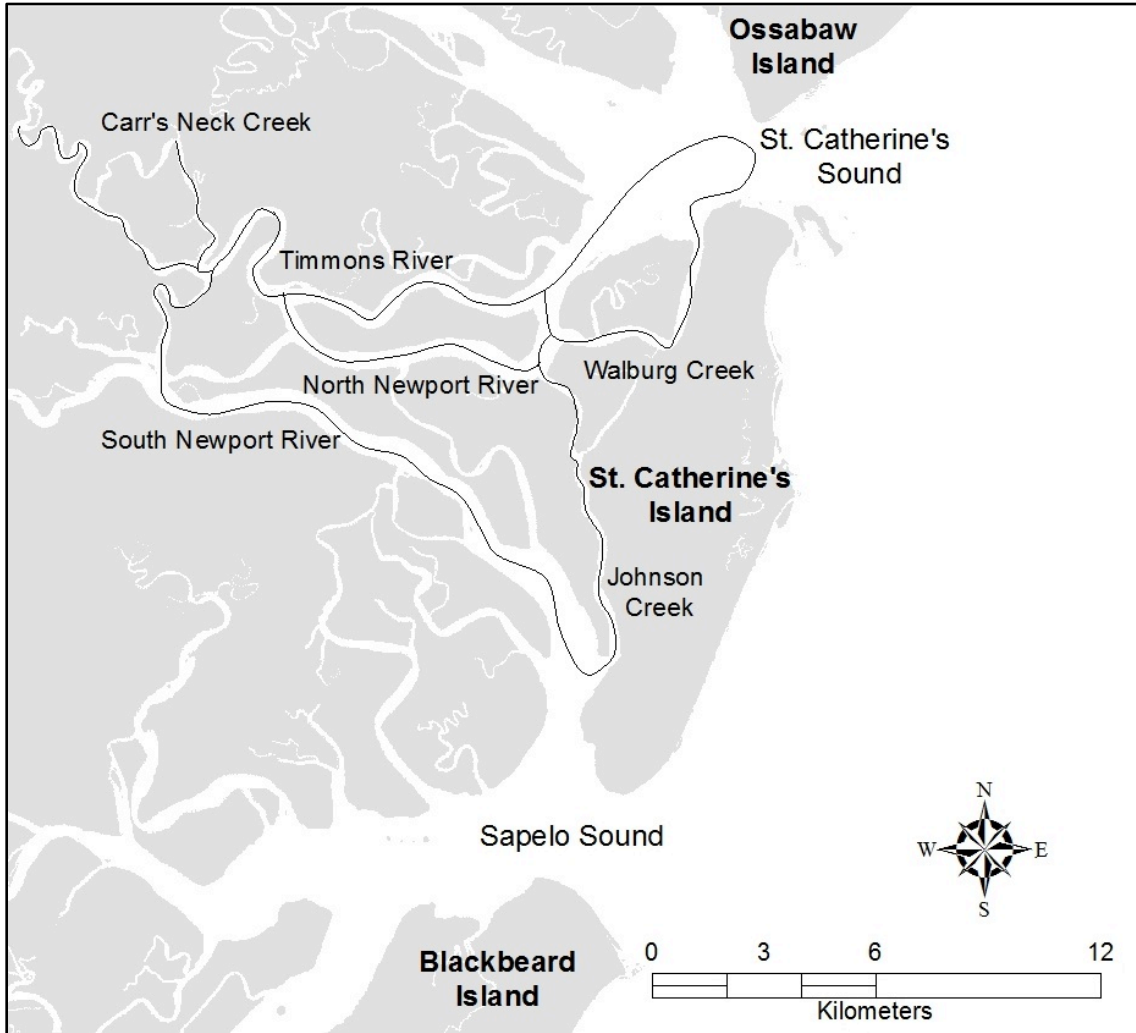 Ossabaw
Island
Carr's Neck Creek
St. Catherine's
Sound
Timmons River
Walburg Creek
North Newport River
South Newport River
St. Catherine's
Island
Johnson
Creek
Sapelo Sound
N
W E
S
Blackbeard
Island
0 3 6 12
Kilometers